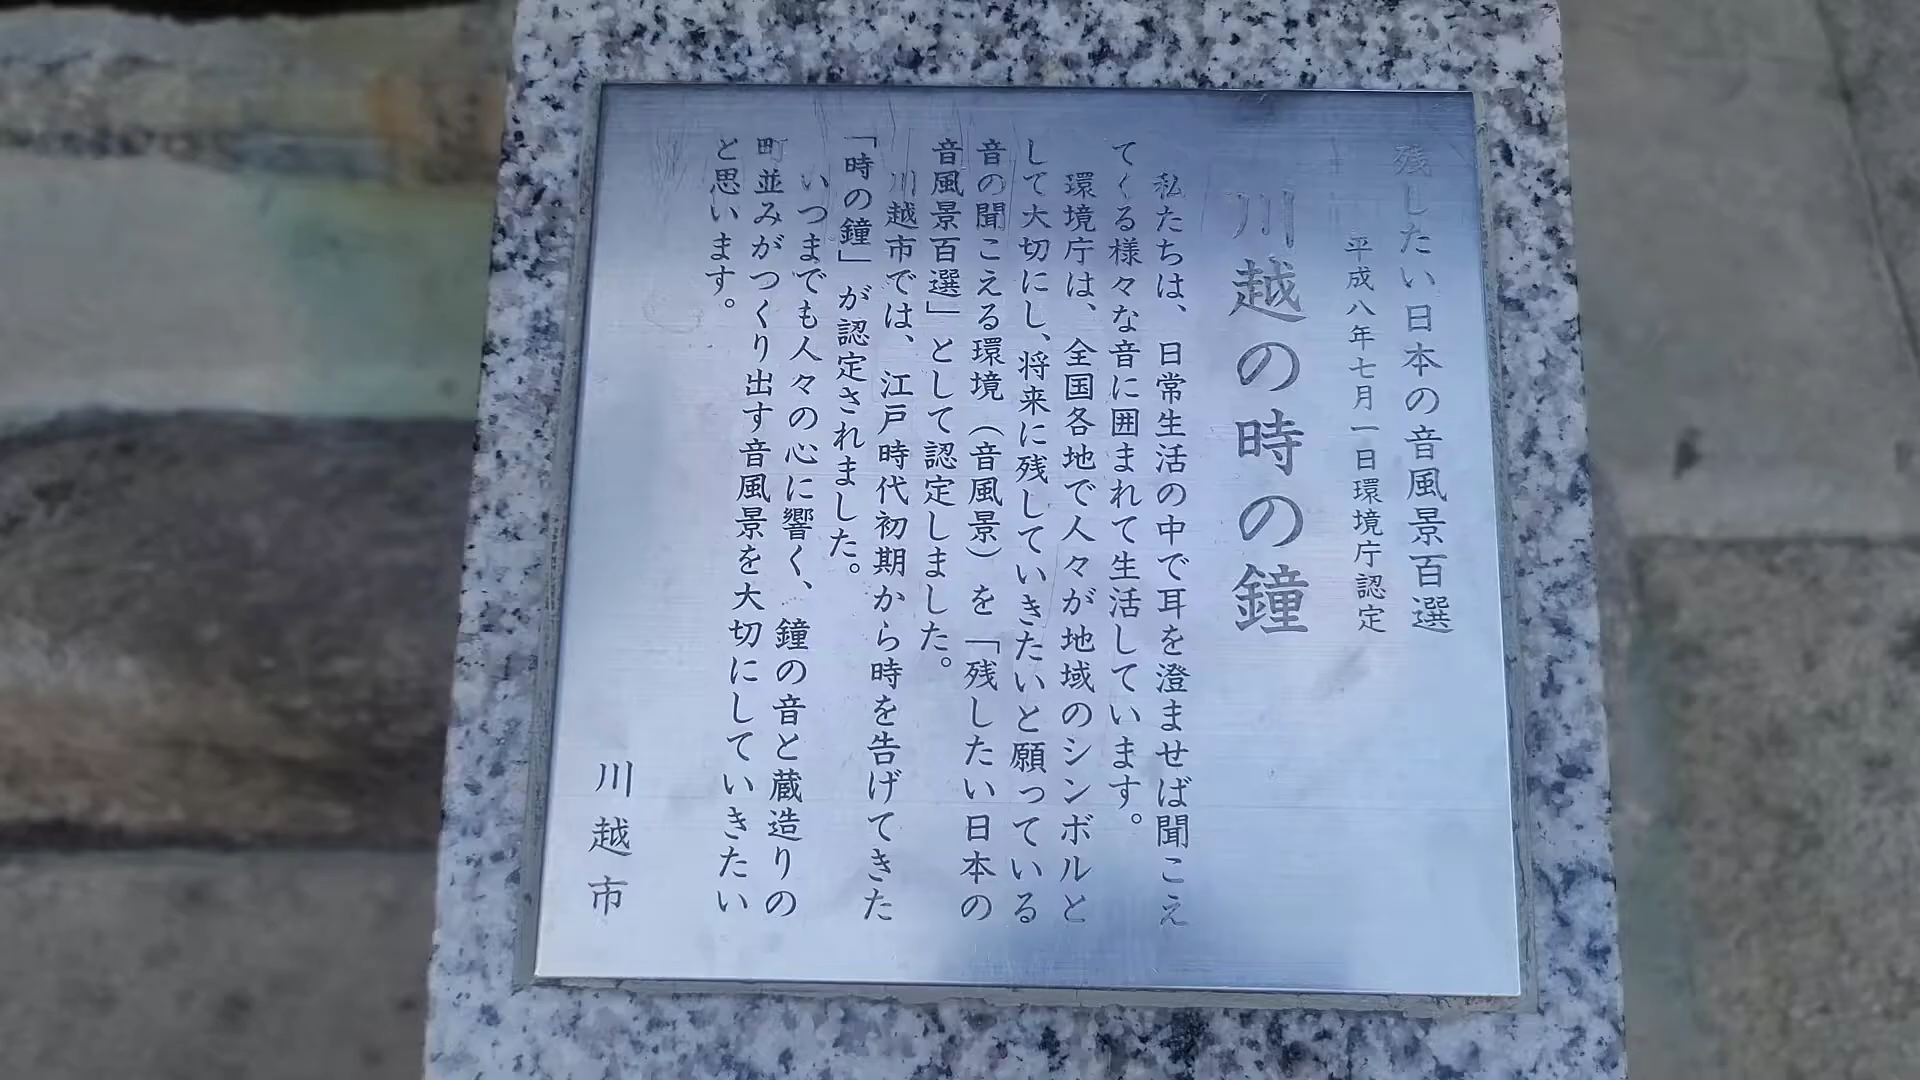 残したい日本の音風景百選
平成八年七月一日環境庁認定
川越の時の鐘
私たちは、日常生活の中で耳を澄ませば聞こえ
てくる様々な音に囲まれて生活しています。
環境庁は、全国各地で人々が地域のシンボルと
して大切にし、将来に残していきたいと願っている
音の聞こえる環境（音風景）を「残したい日本の
音風景百選」として認定しました。
川越市では、江戸時代初期から時を告げてきた
「時の鐘」が認定されました。
いつまでも人々の心に響く、鐘の音と蔵造りの
町並みがつくり出す音風景を大切にしていきたい
と思います。
川越市